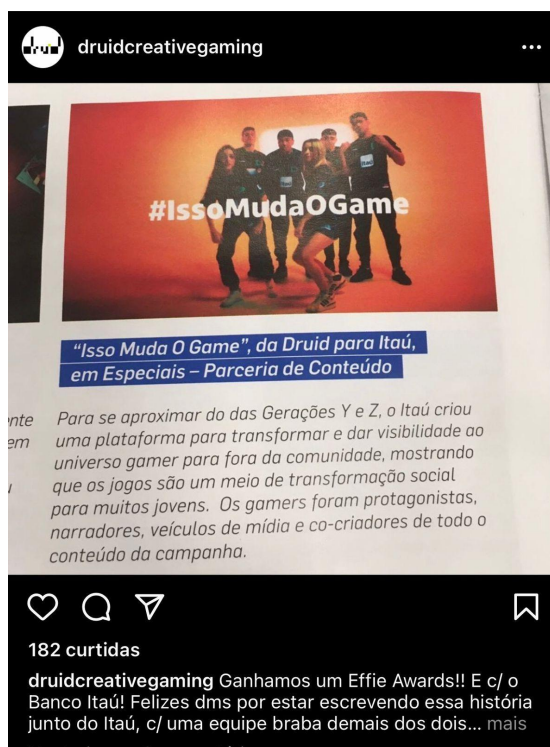 druid
druidcreativegaming
#IssoMudaOGame
itaú
"Isso Muda O Game", da Druid para Itaú,
em Especiais – Parceria de Conteúdo
nte
em
Para se aproximar do das Gerações Y e Z, o Itaú criou
uma plataforma para transformar e dar visibilidade ao
universo gamer para fora da comunidade, mostrando
que os jogos são um meio de transformação social
para muitos jovens. Os gamers foram protagonistas,
narradores, veículos de mídia e co-criadores de todo o
conteúdo da campanha.
182 curtidas
druidcreativegaming Ganhamos um Effie Awards!! E c/ o
Banco Itaú! Felizes dms por estar escrevendo essa história
junto do Itaú, c/ uma equipe braba demais dos dois... mais